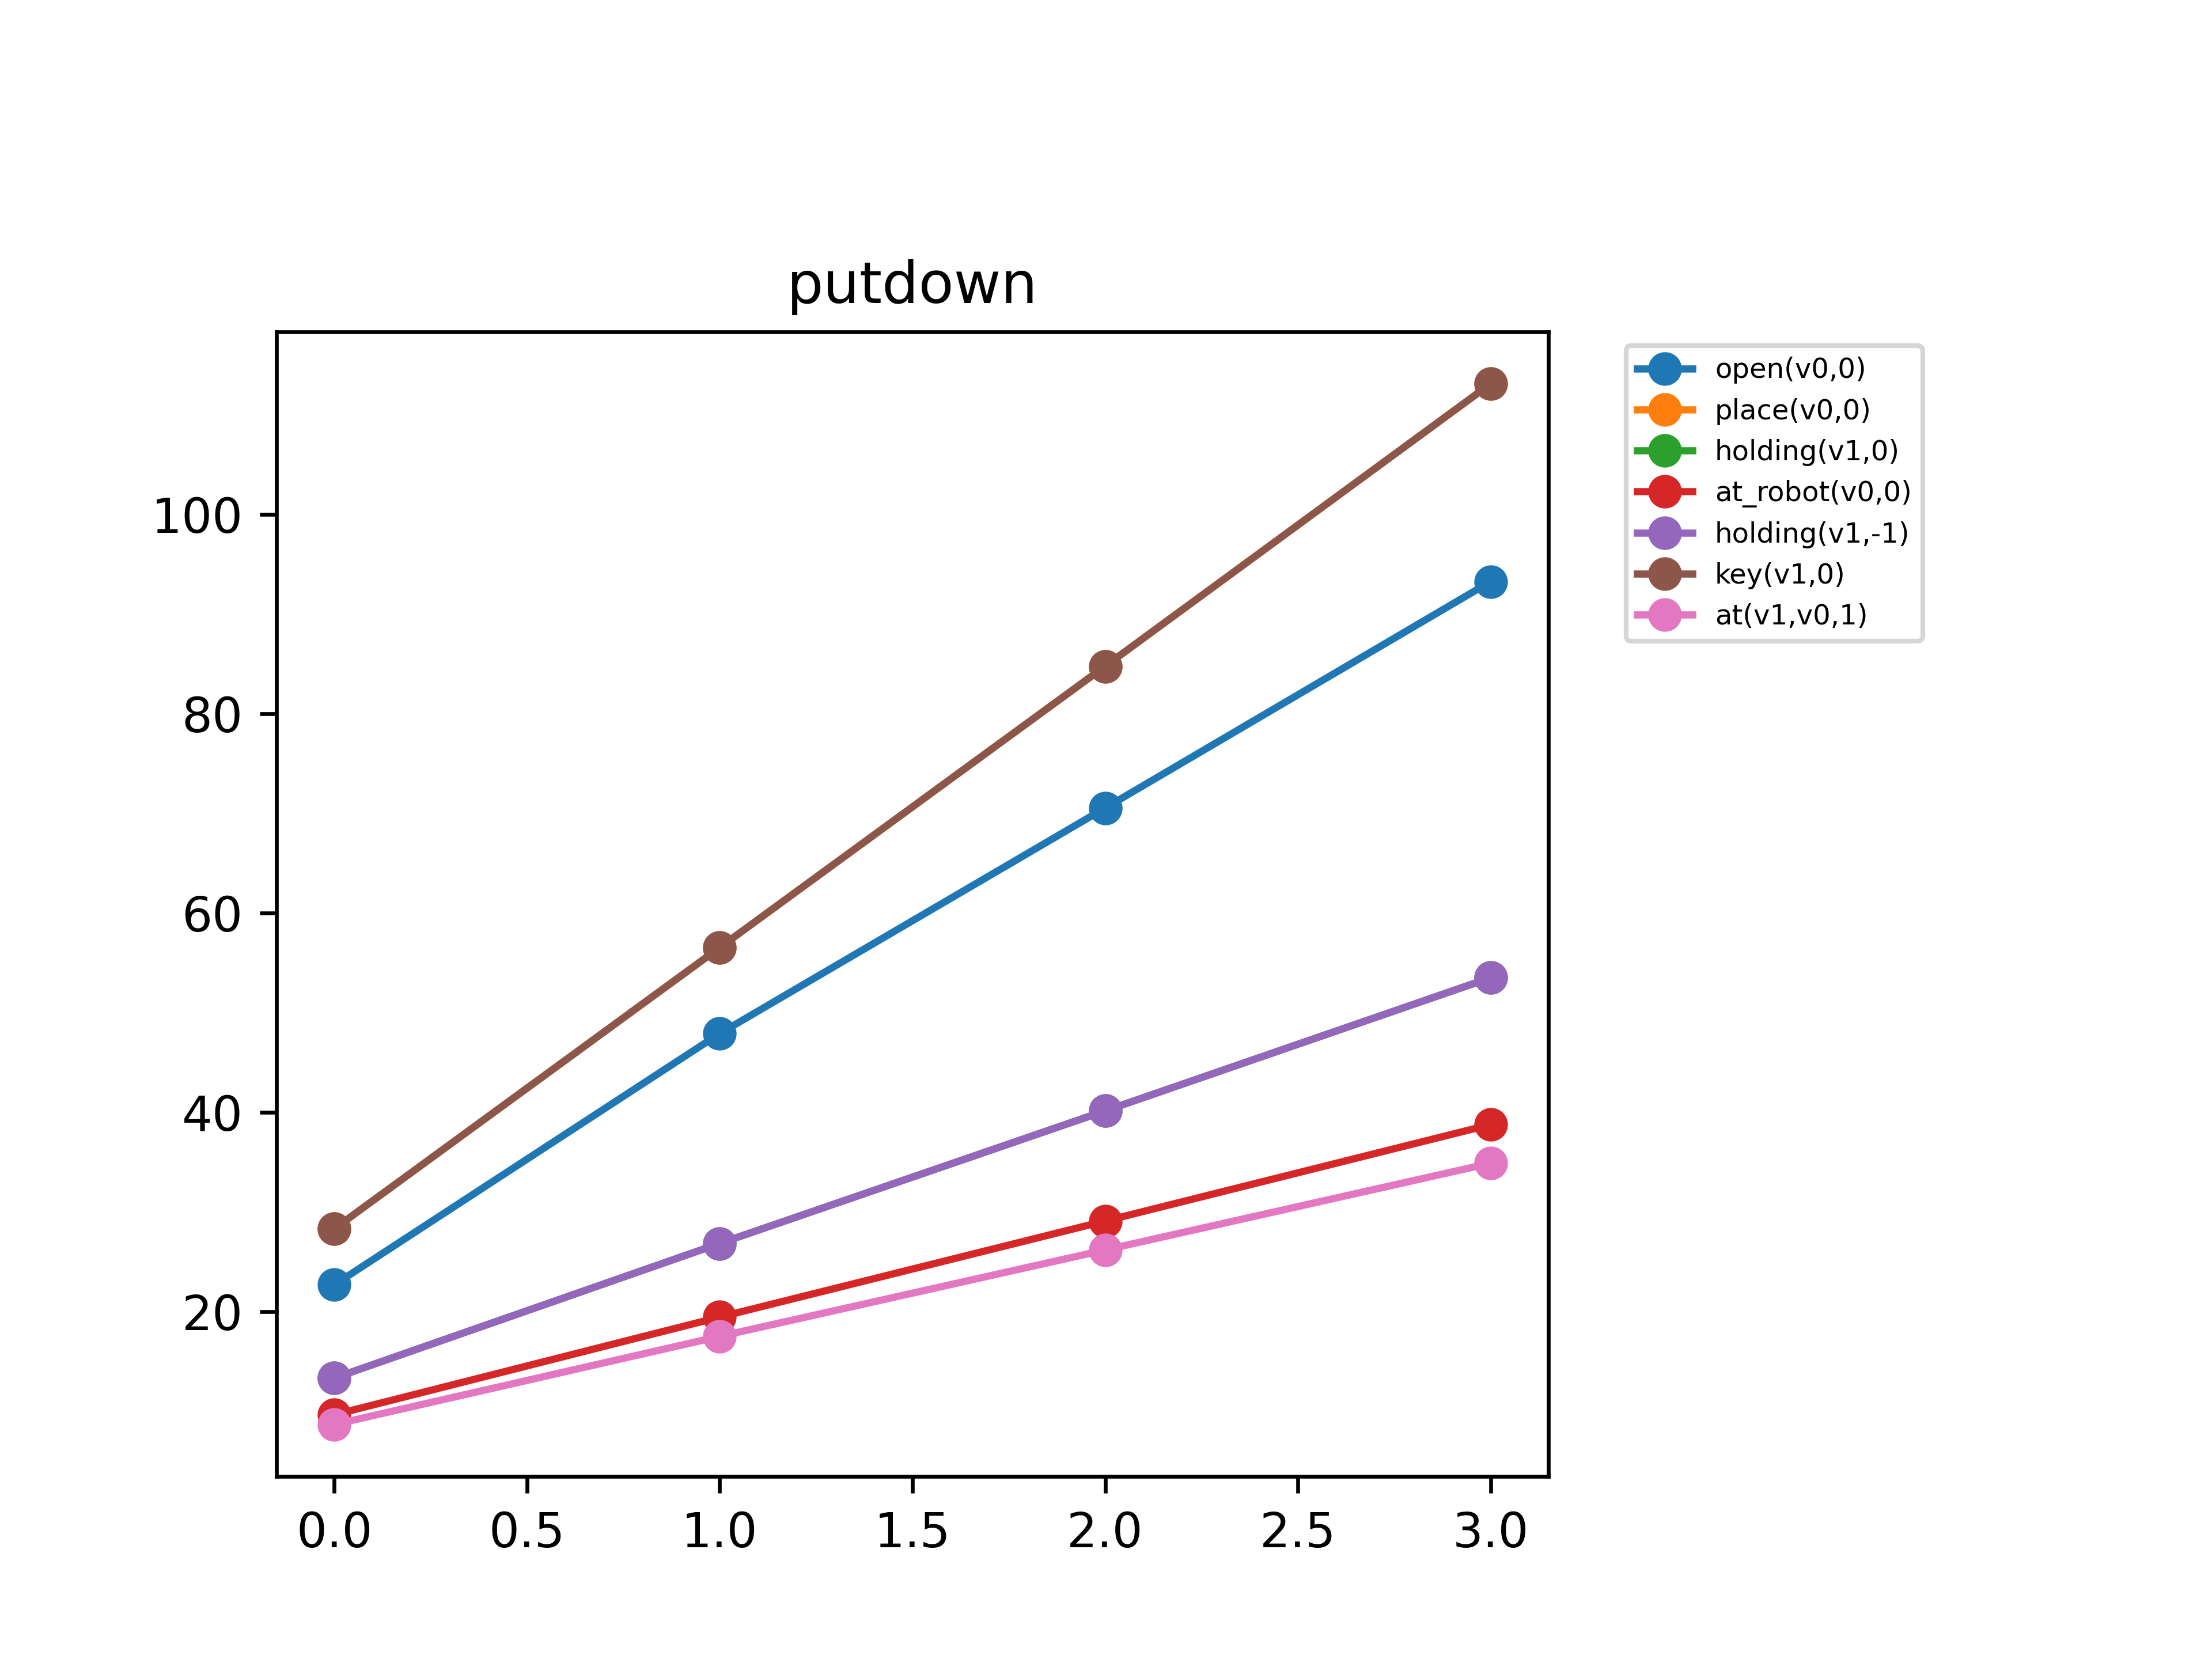 putdown
open(v0,0)
place(v0,0)
holding(v1,0)
at_robot(v0,0)
holding(v1,-1)
key(v1,0)
at(v1,v0,1)
100
80
60
40
20
0.0 0.5 1.0 1.5 2.0 2.5 3.0